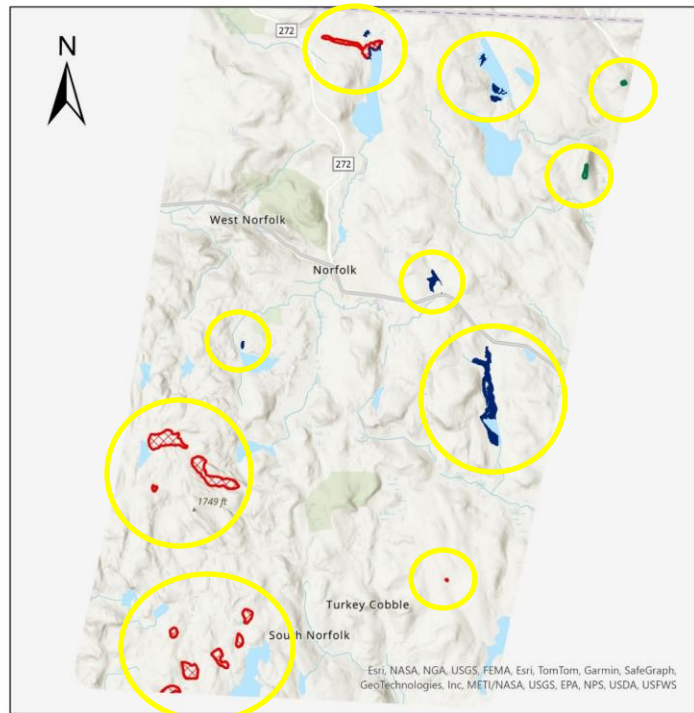 272
N
272
West Norfolk
Norfolk
1749 ft
Turkey Cobble
South Norfolk
Esri, NASA, NGA, USGS, FEMA, Esri, TomTom, Garmin, SafeGraph,
GeoTechnologies, Inc, METI/NASA, USGS, EPA, NPS, USDA, USFWS